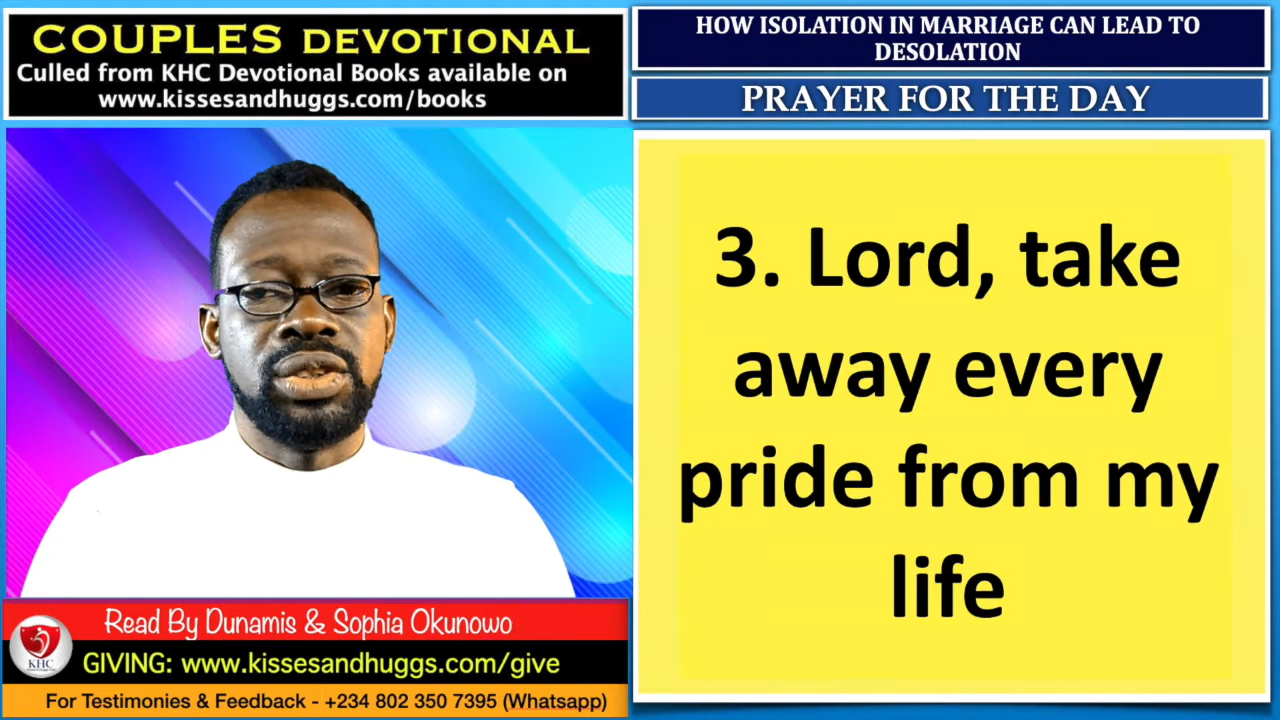 COUPLES DEVOTIONAL
Culled from KHC Devotional Books available on
www.kissesandhuggs.com/books
HOW ISOLATION IN MARRIAGE CAN LEAD TO
DESOLATION
PRAYER FOR THE DAY
3. Lord, take
away every
pride from my
life
Read By Dunamis & Sophia Okunowo
KHC
GIVING: www.kissesandhuggs.com/give
For Testimonies & Feedback - +234 802 350 7395 (Whatsapp)